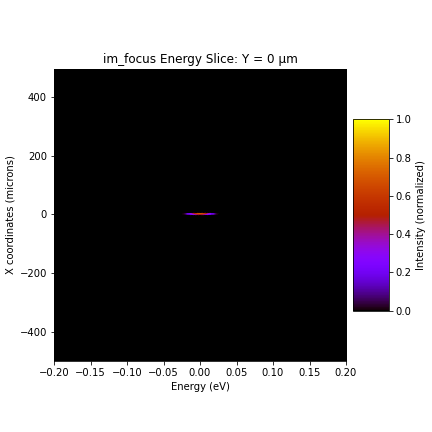 im_focus Energy Slice: Y = 0 μm
X coordinates (microns)
400
200
0
−200
−400
−0.20 −0.15 −0.10 −0.05 0.00 0.05 0.10 0.15 0.20
Energy (eV)
1.0
0.8
0.6
0.4
0.2
0.0
Intensity (normalized)